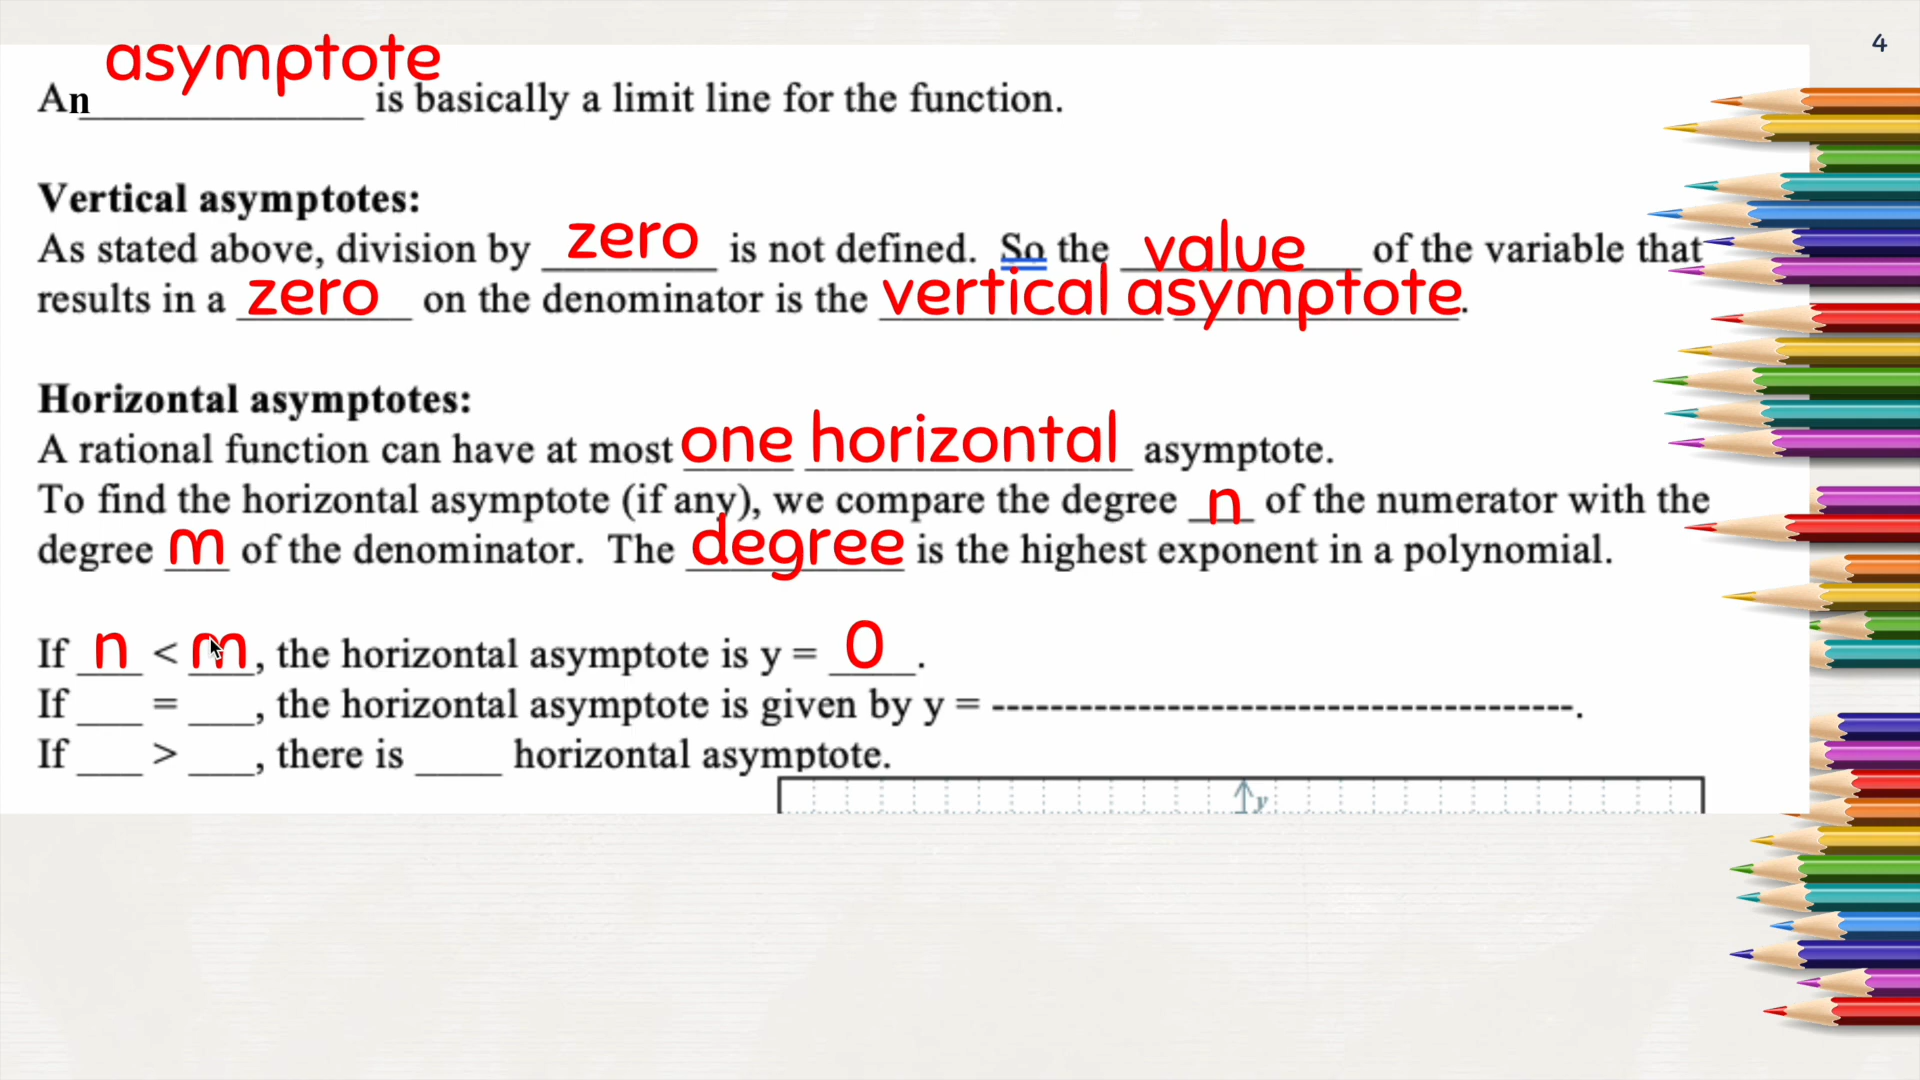 4
An asymptote is basically a limit line for the function.
Vertical asymptotes:
As stated above, division by zero is not defined. So the value of the variable that
results in a zero on the denominator is the vertical asymptote.
Horizontal asymptotes:
A rational function can have at most one horizontal asymptote.
To find the horizontal asymptote (if any), we compare the degree n of the numerator with the
degree m of the denominator. The degree is the highest exponent in a polynomial.
If n < m, the horizontal asymptote is y = 0.
If ___ = ___, the horizontal asymptote is given by y = ----------------------------------------.
If ___ > ___, there is ____ horizontal asymptote.
y